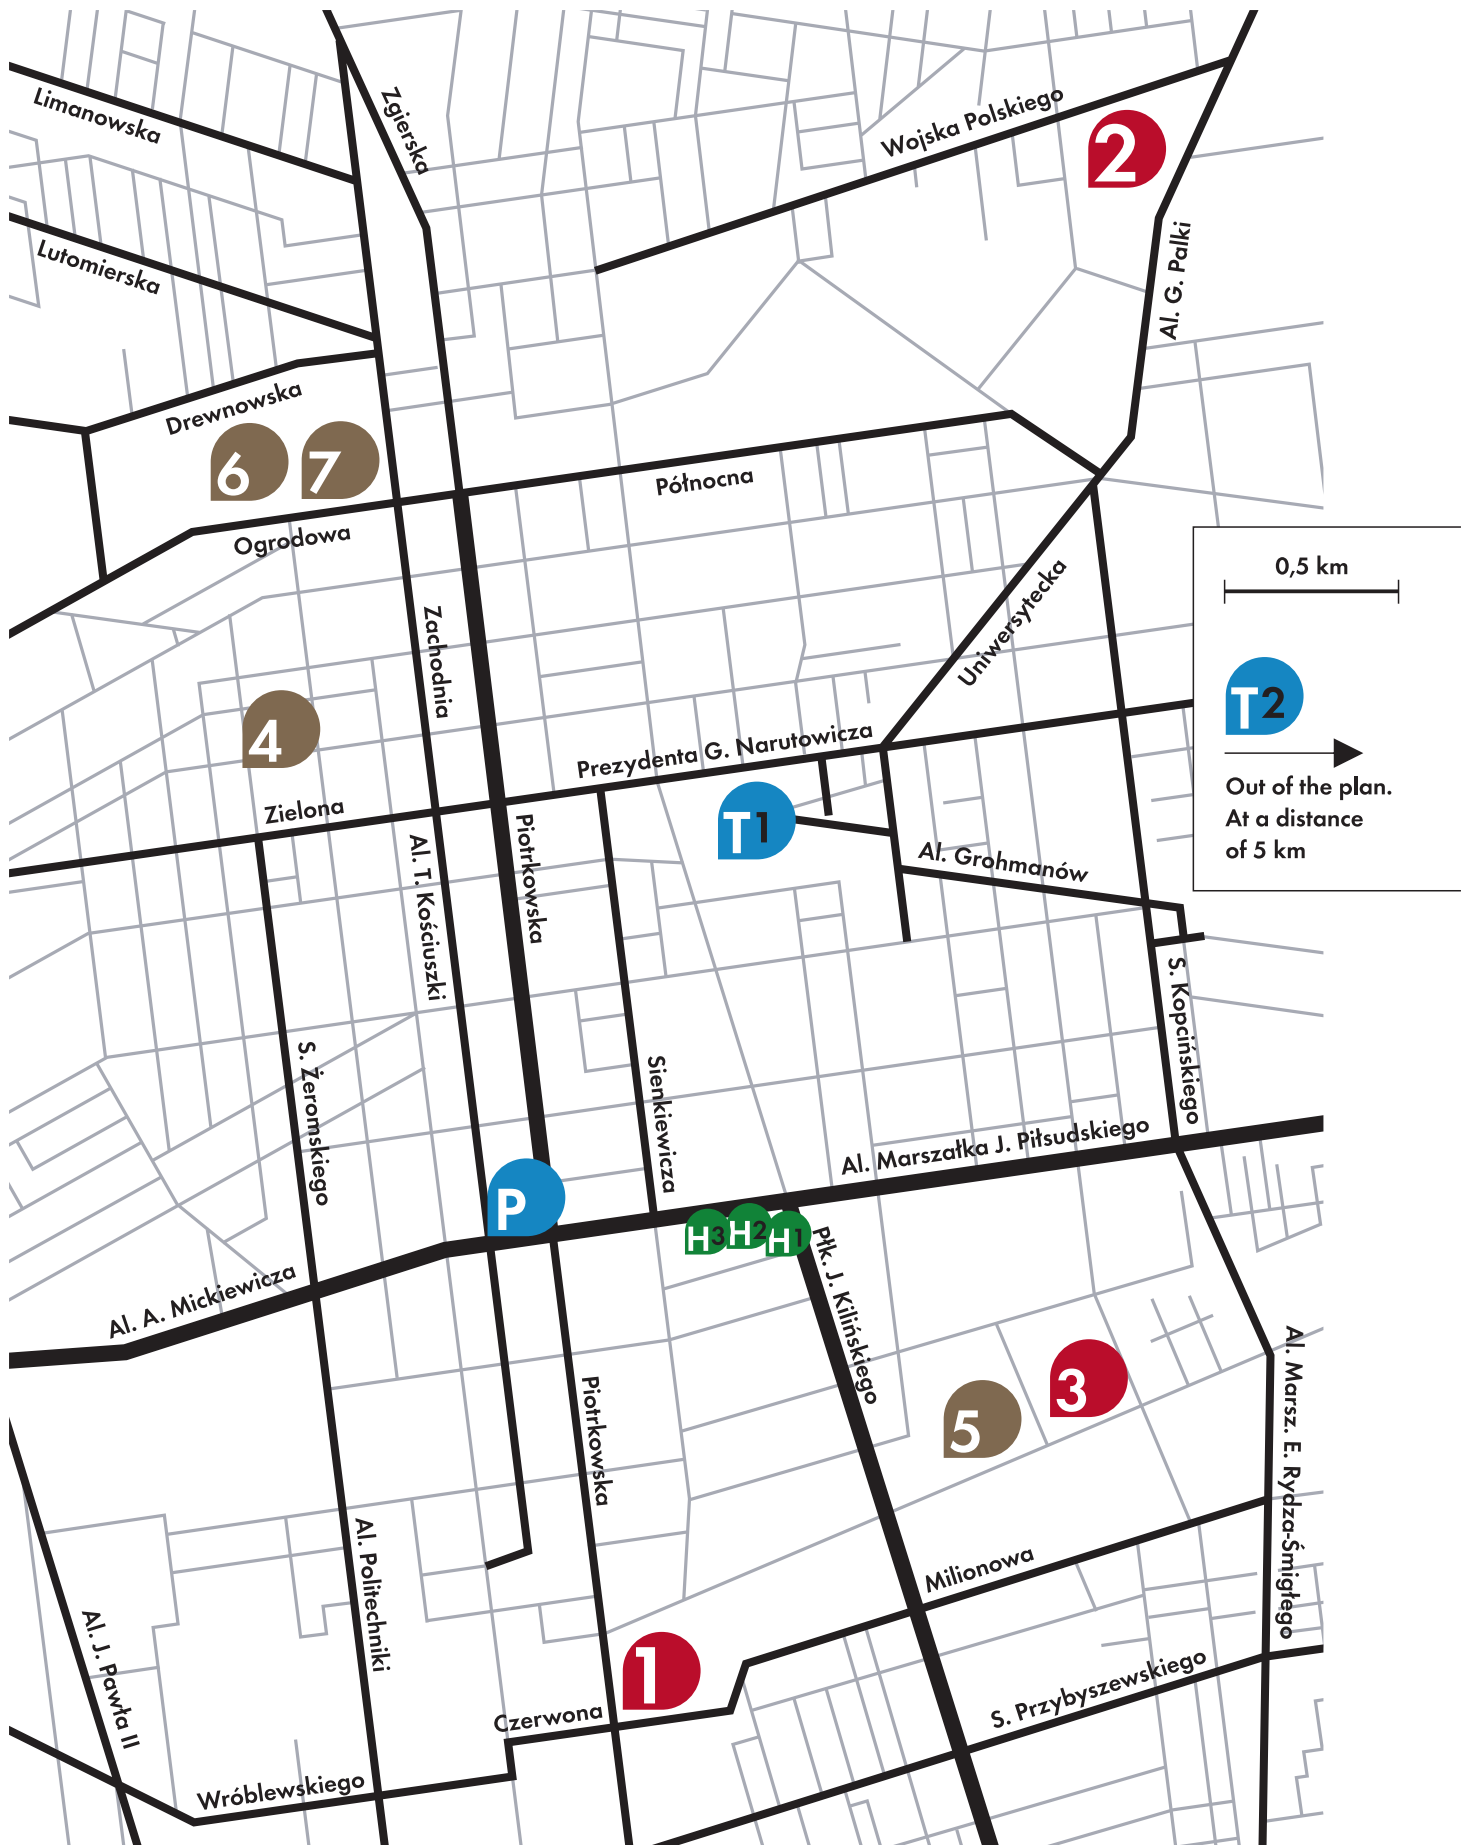 Limanowska
Zgierska
Wojska Polskiego
2
Lutomierska
Al. G. Palki
Drewnowska
6
7
Północna
Ogrodowa
0,5 km
Uniwersytecka
Zachodnia
T2
4
Prezydenta G. Narutowicza
Out of the plan.
At a distance
of 5 km
Zielona
T1
Al. T. Kościuszki
Piotrkowska
Al. Grohmanów
S. Kopcińskiego
S. Żeromskiego
Sienkiewicza
Al. Marszałka J. Piłsudskiego
P
H3
H2
H1
Al. A. Mickiewicza
Płk. J. Kilińskiego
3
5
Piotrkowska
Al. Marsz. E. Rydza-Śmigłego
Al. Politechniki
Milionowa
Al. J. Pawła II
1
S. Przybyszewskiego
Czerwona
Wróblewskiego